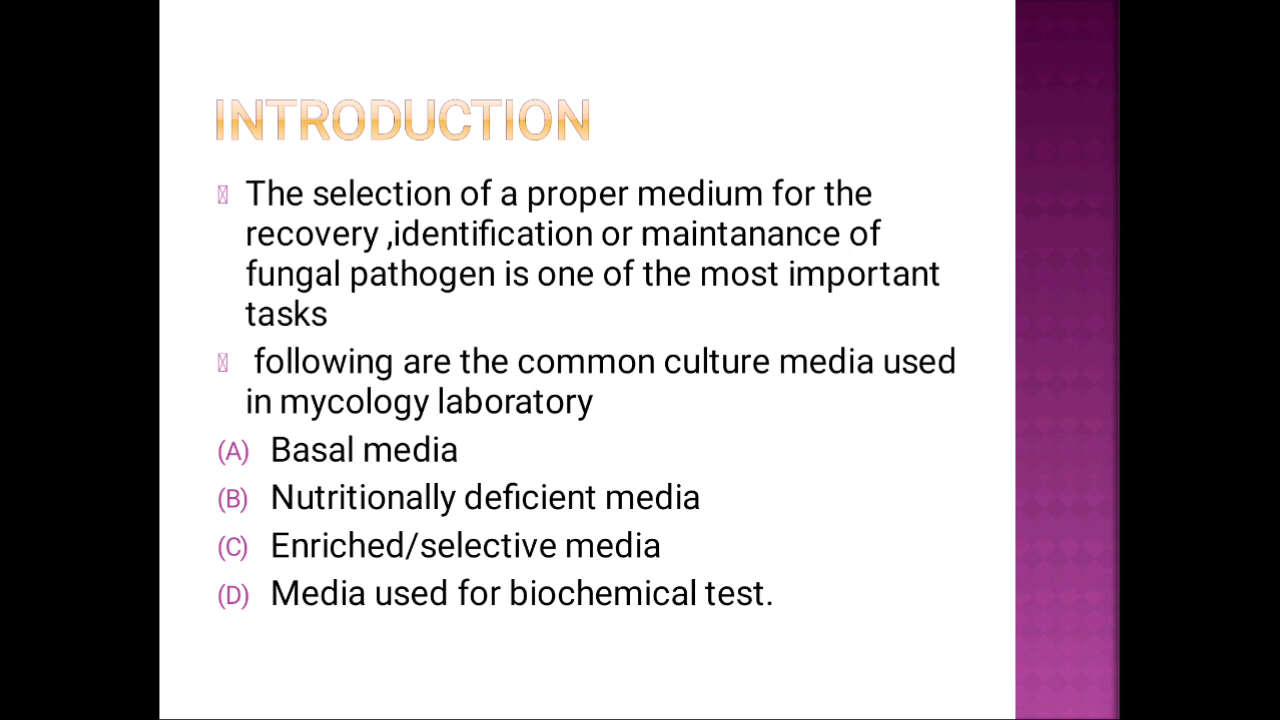 INTRODUCTION
The selection of a proper medium for the
recovery ,identification or maintanance of
fungal pathogen is one of the most important
tasks
following are the common culture media used
in mycology laboratory
(A) Basal media
(B) Nutritionally deficient media
(C) Enriched/selective media
(D) Media used for biochemical test.